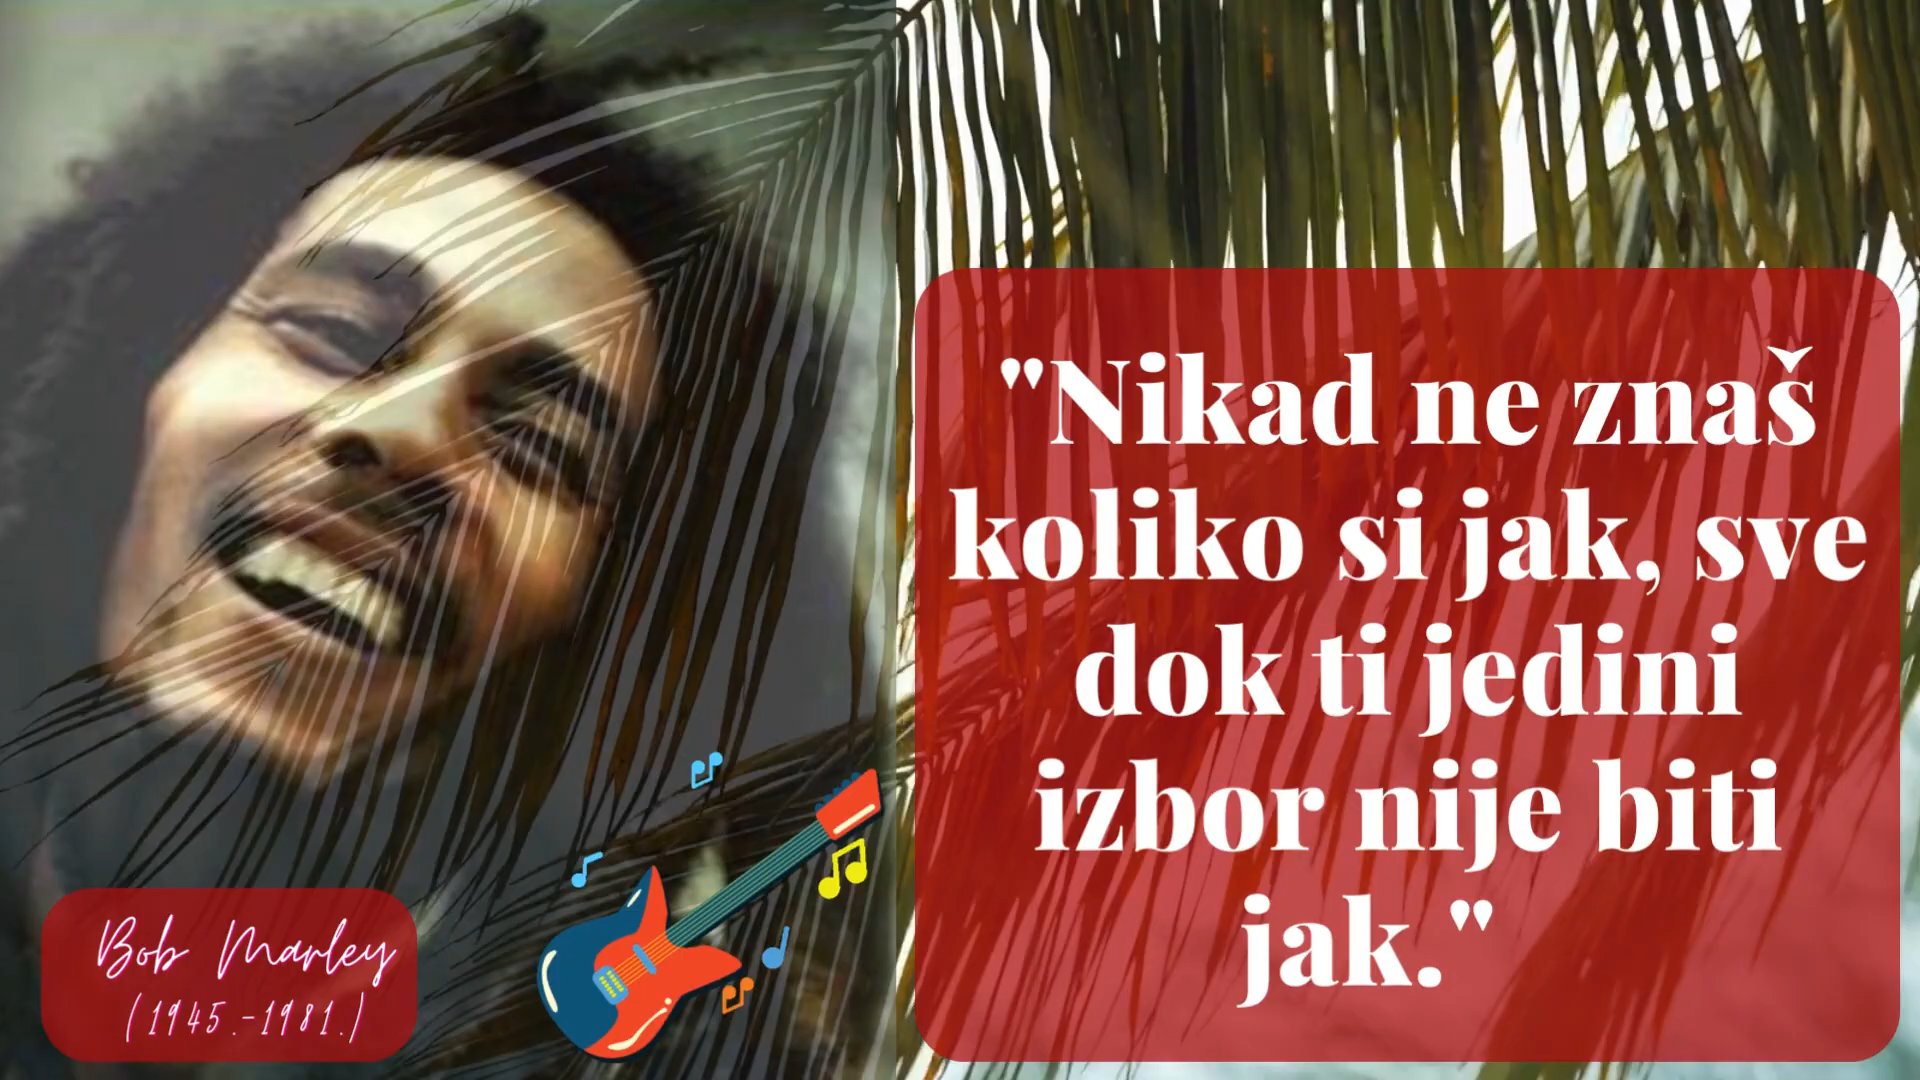 "Nikad ne znaš
koliko si jak, sve
dok ti jedini
izbor nije biti
jak."
Bob Marley
(1945.-1981.)